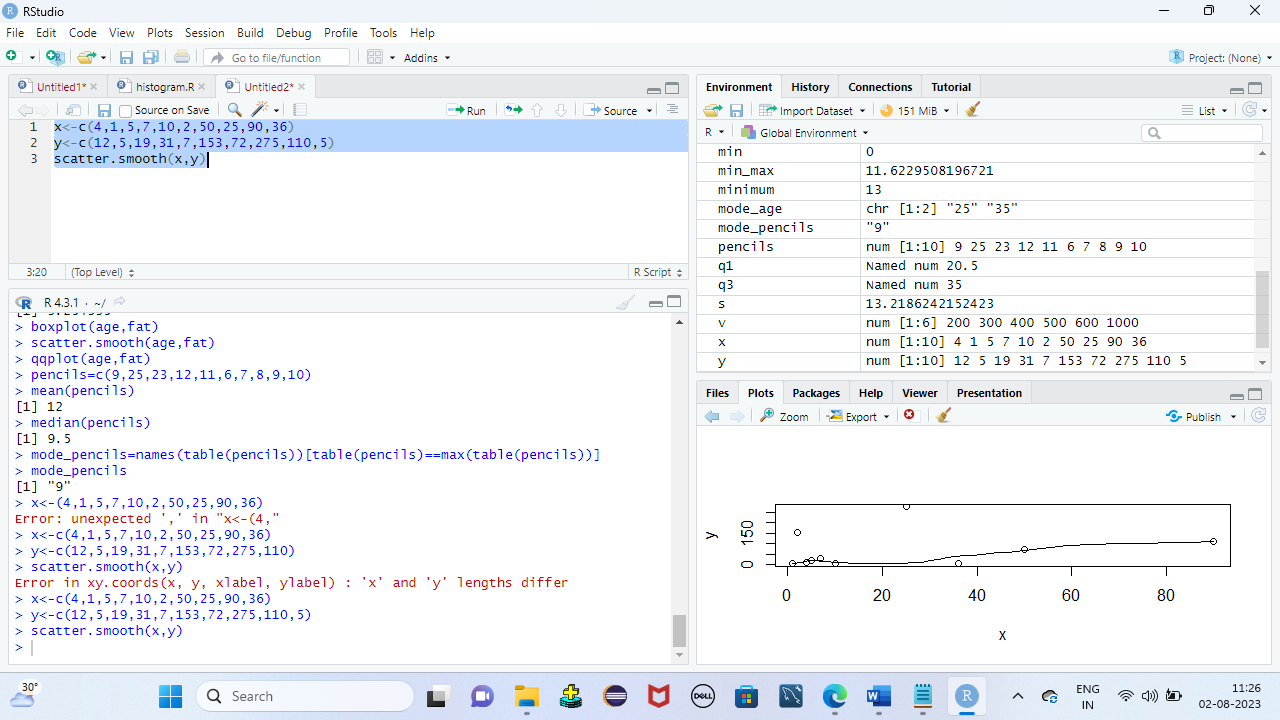 RStudio
File Edit Code View Plots Session Build Debug Profile Tools Help
Go to file/function Addins Project: (None)
Untitled1* histogram.R Untitled2*
Source on Save Run Source
1 x<-c(4,1,5,7,10,2,50,25,90,36)
2 y<-c(12,5,19,31,7,153,72,275,110,5)
3 scatter.smooth(x,y)
3:20 (Top Level) R Script
R 4.3.1 · ~/
> boxplot(age,fat)
> scatter.smooth(age,fat)
> qqplot(age,fat)
> pencils=c(9,25,23,12,11,6,7,8,9,10)
> mean(pencils)
[1] 12
> median(pencils)
[1] 9.5
> mode_pencils=names(table(pencils))[table(pencils)==max(table(pencils))]
> mode_pencils
[1] "9"
> x<-(4,1,5,7,10,2,50,25,90,36)
Error: unexpected ',' in "x<-(4,"
> x<-c(4,1,5,7,10,2,50,25,90,36)
> y<-c(12,5,19,31,7,153,72,275,110)
> scatter.smooth(x,y)
Error in xy.coords(x, y, xlabel, ylabel) : 'x' and 'y' lengths differ
> x<-c(4,1,5,7,10,2,50,25,90,36)
> y<-c(12,5,19,31,7,153,72,275,110,5)
> scatter.smooth(x,y)
>
Environment History Connections Tutorial
Import Dataset 151 MiB List
R Global Environment
min 0
min_max 11.6229508196721
minimum 13
mode_age chr [1:2] "25" "35"
mode_pencils "9"
pencils num [1:10] 9 25 23 12 11 6 7 8 9 10
q1 Named num 20.5
q3 Named num 35
s 13.2186242152423
v num [1:6] 200 300 400 500 600 1000
x num [1:10] 4 1 5 7 10 2 50 25 90 36
y num [1:10] 12 5 19 31 7 153 72 275 110 5
Files Plots Packages Help Viewer Presentation
Zoom Export Publish
y
0 150
0 20 40 60 80
x
30°
Search
DELL
W
R
ENG
IN
11:26
02-08-2023